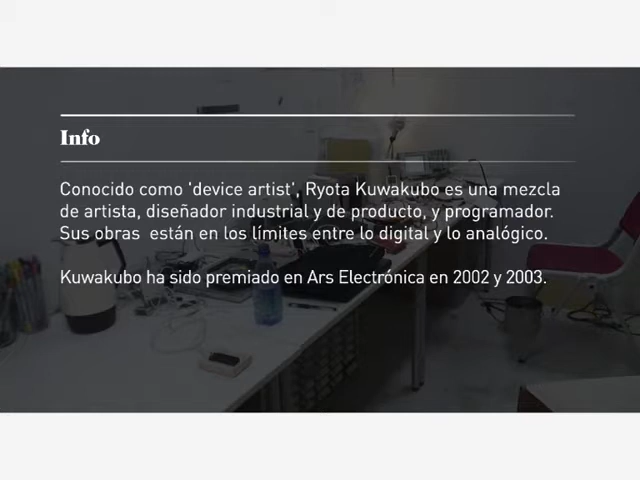 Info
Conocido como 'device artist', Ryota Kuwakubo es una mezcla
de artista, diseñador industrial y de producto, y programador.
Sus obras  están en los límites entre lo digital y lo analógico.
Kuwakubo ha sido premiado en Ars Electrónica en 2002 y 2003.